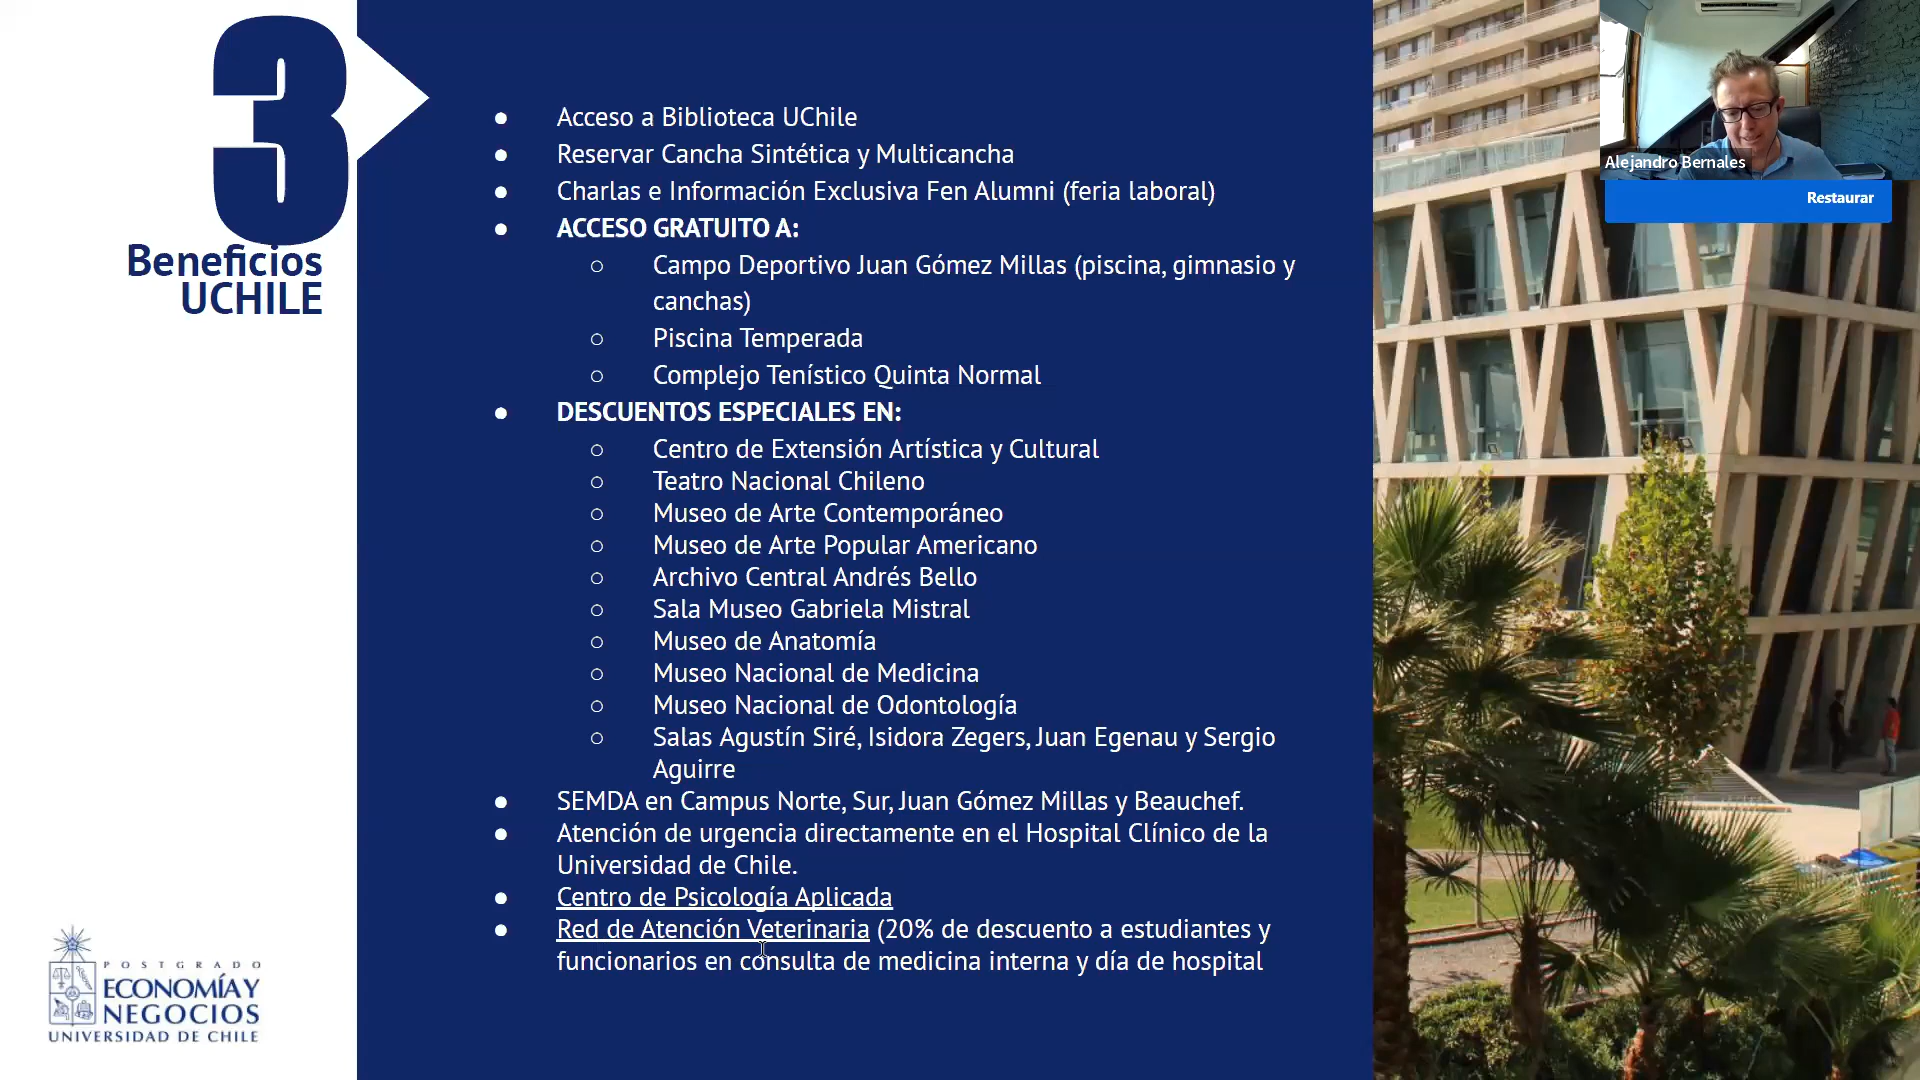 3
Beneficios
UCHILE
● Acceso a Biblioteca UChile
● Reservar Cancha Sintética y Multicancha
● Charlas e Información Exclusiva Fen Alumni (feria laboral)
● ACCESO GRATUITO A:
○ Campo Deportivo Juan Gómez Millas (piscina, gimnasio y
canchas)
○ Piscina Temperada
○ Complejo Tenístico Quinta Normal
● DESCUENTOS ESPECIALES EN:
○ Centro de Extensión Artística y Cultural
○ Teatro Nacional Chileno
○ Museo de Arte Contemporáneo
○ Museo de Arte Popular Americano
○ Archivo Central Andrés Bello
○ Sala Museo Gabriela Mistral
○ Museo de Anatomía
○ Museo Nacional de Medicina
○ Museo Nacional de Odontología
○ Salas Agustín Siré, Isidora Zegers, Juan Egenau y Sergio
Aguirre
● SEMDA en Campus Norte, Sur, Juan Gómez Millas y Beauchef.
● Atención de urgencia directamente en el Hospital Clínico de la
Universidad de Chile.
● Centro de Psicología Aplicada
● Red de Atención Veterinaria (20% de descuento a estudiantes y
funcionarios en consulta de medicina interna y día de hospital
POSTGRADO
ECONOMÍA Y
NEGOCIOS
UNIVERSIDAD DE CHILE
Alejandro Bernales
Restaurar